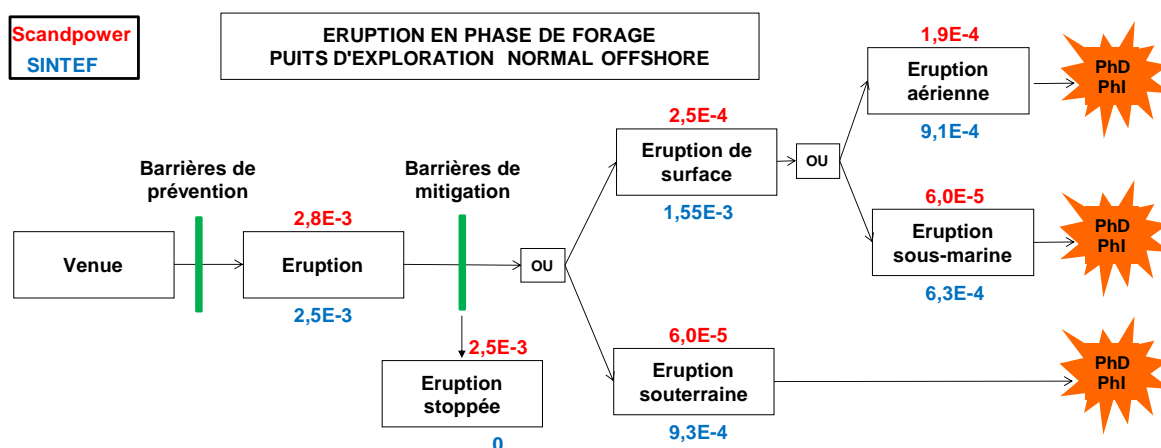 Scandpower
SINTEF
ERUPTION EN PHASE DE FORAGE
PUITS D'EXPLORATION NORMAL OFFSHORE
1,9E-4
Eruption
aérienne
9,1E-4
PhD
PhI
2,5E-4
Eruption de
surface
1,55E-3
OU
Barrières de
prévention
Barrières de
mitigation
6,0E-5
Eruption
sous-marine
6,3E-4
PhD
PhI
Venue
2,8E-3
Eruption
2,5E-3
OU
2,5E-3
Eruption
stoppée
0
6,0E-5
Eruption
souterraine
9,3E-4
PhD
PhI